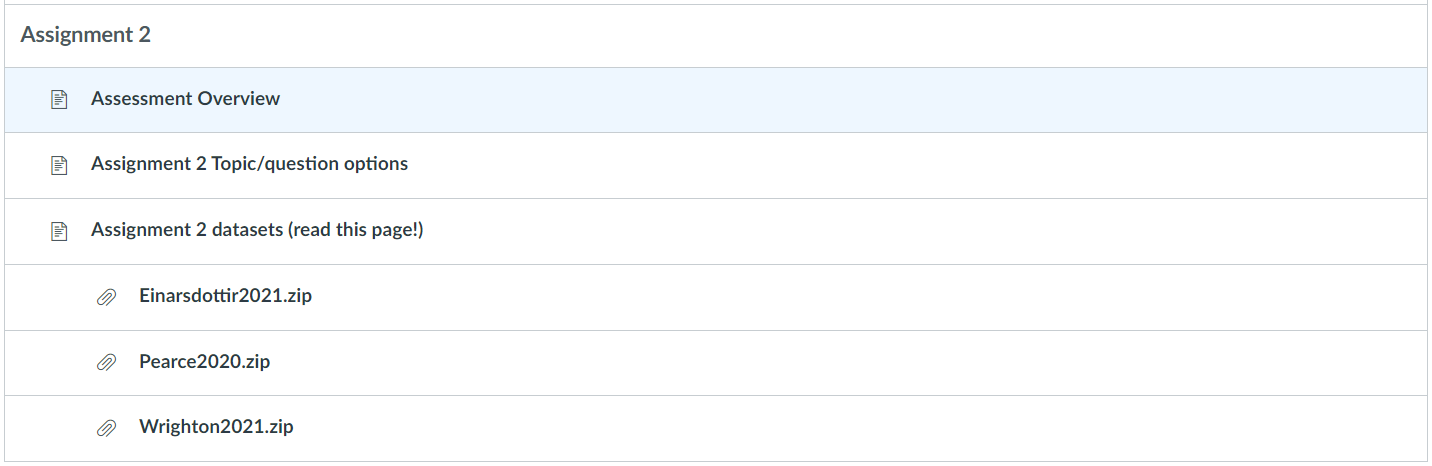 Assignment 2
Assessment Overview
Assignment 2 Topic/question options
Assignment 2 datasets (read this page!)
Einarsdottir2021.zip
Pearce2020.zip
Wrighton2021.zip